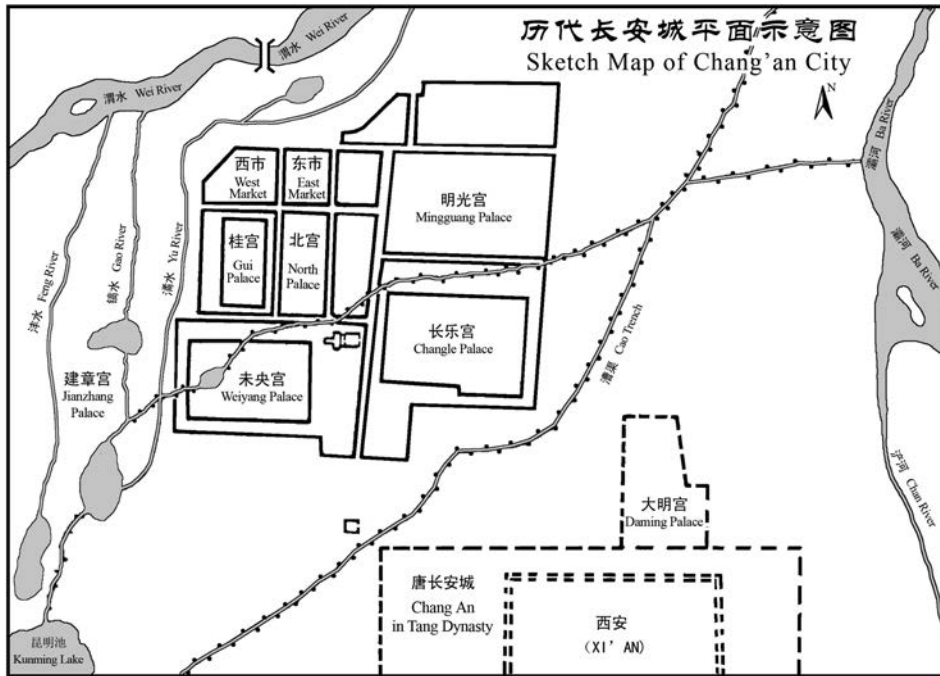 历代长安城平面示意图
Sketch Map of Chang'an City
N
渭水 Wei River
渭水 Wei River
灞河 Ba River
灞河 Ba River
浐河 Chan River
沣水 Feng River
镐水 Gao River
潏水 Yu River
漕渠 Cao Trench
西市
West
Market
东市
East
Market
明光宫
Mingguang Palace
桂宫
Gui
Palace
北宫
North
Palace
长乐宫
Changle Palace
建章宫
Jianzhang
Palace
未央宫
Weiyang Palace
大明宫
Daming Palace
唐长安城
Chang An
in Tang Dynasty
西安
(XI'AN)
昆明池
Kunming Lake